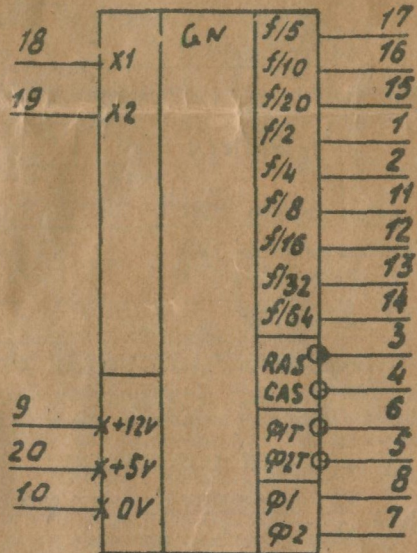 18 X1
19 X2
9 +12V
20 +5V
10 0V
GN
f/5 17
f/10 16
f/20 15
f/2 1
f/4 2
f/8 11
f/16 12
f/32 13
f/64 14
RAS 3
CAS 4
Φ1T 6
Φ2T 5
Φ1 8
Φ2 7